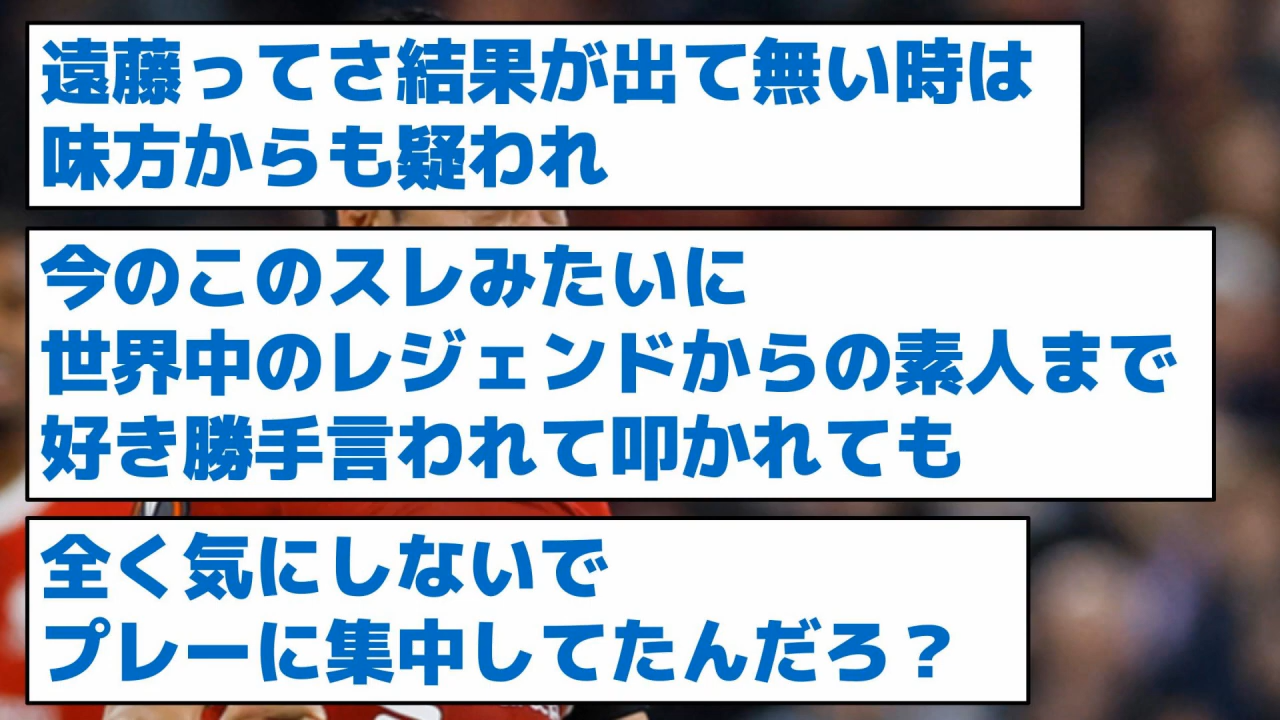 遠藤ってさ結果が出て無い時は
味方からも疑われ
今のこのスレみたいに
世界中のレジェンドからの素人まで
好き勝手言われて叩かれても
全く気にしないで
プレーに集中してたんだろ？